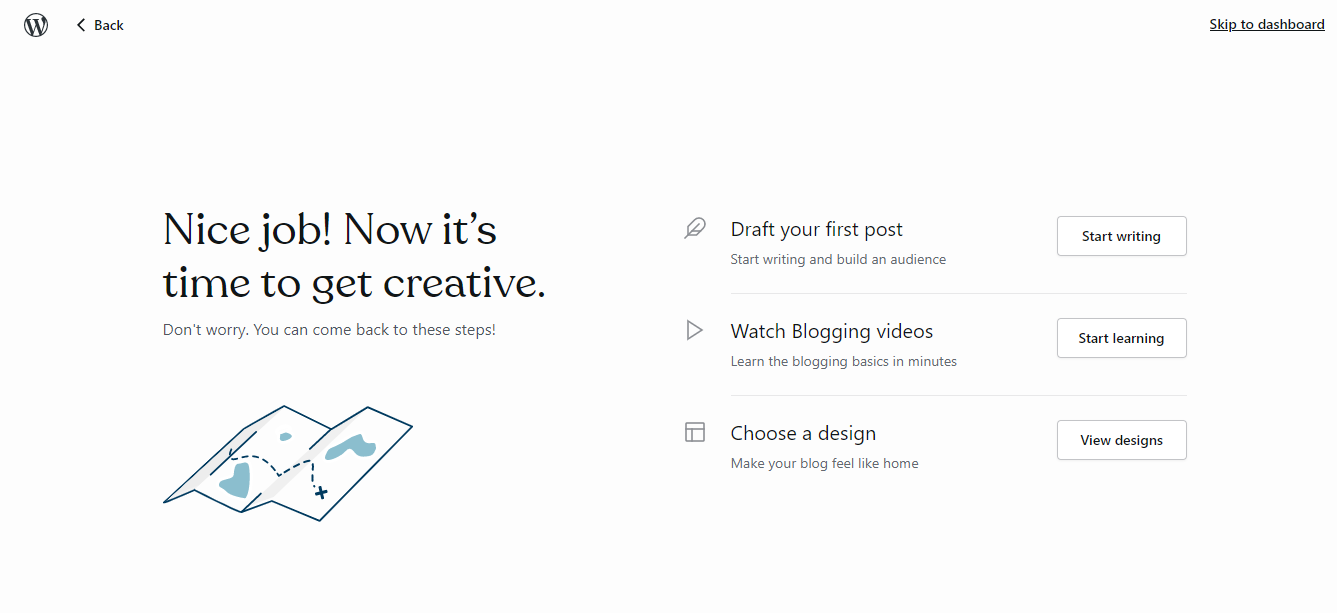 Back
Skip to dashboard
Nice job! Now it’s
time to get creative.
Don't worry. You can come back to these steps!
Draft your first post
Start writing and build an audience
Start writing
Watch Blogging videos
Learn the blogging basics in minutes
Start learning
Choose a design
Make your blog feel like home
View designs